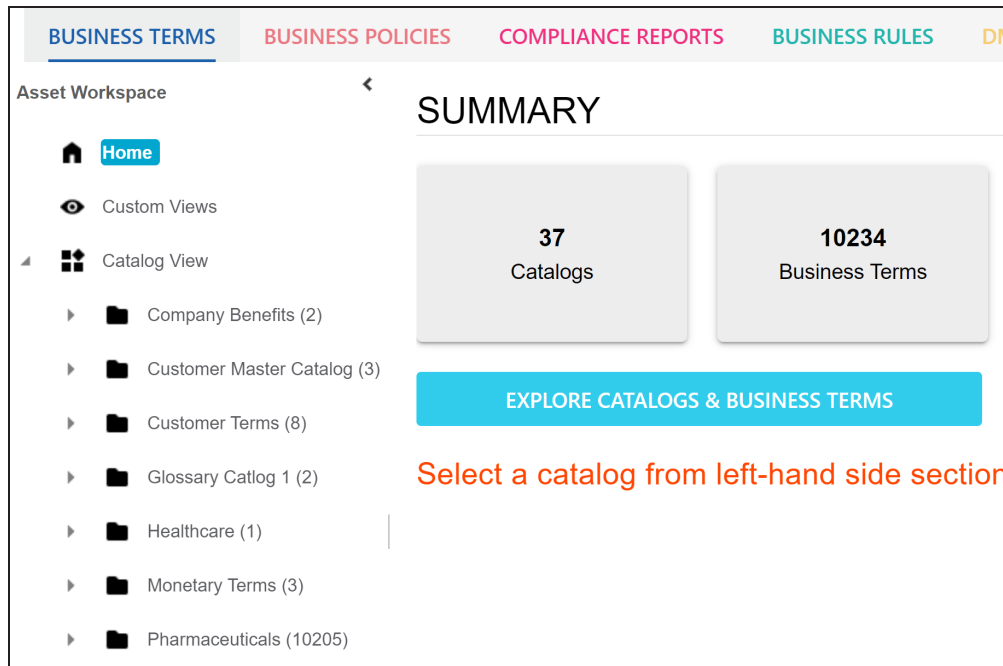 BUSINESS TERMS BUSINESS POLICIES COMPLIANCE REPORTS BUSINESS RULES
Asset Workspace
Home
Custom Views
Catalog View
Company Benefits (2)
Customer Master Catalog (3)
Customer Terms (8)
Glossary Catlog 1 (2)
Healthcare (1)
Monetary Terms (3)
Pharmaceuticals (10205)
SUMMARY
37
Catalogs
10234
Business Terms
EXPLORE CATALOGS & BUSINESS TERMS
Select a catalog from left-hand side section